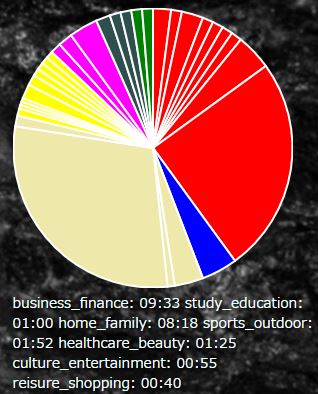 business_finance: 09:33 study_education:
01:00 home_family: 08:18 sports_outdoor:
01:52 healthcare_beauty: 01:25
culture_entertainment: 00:55
reisure_shopping: 00:40